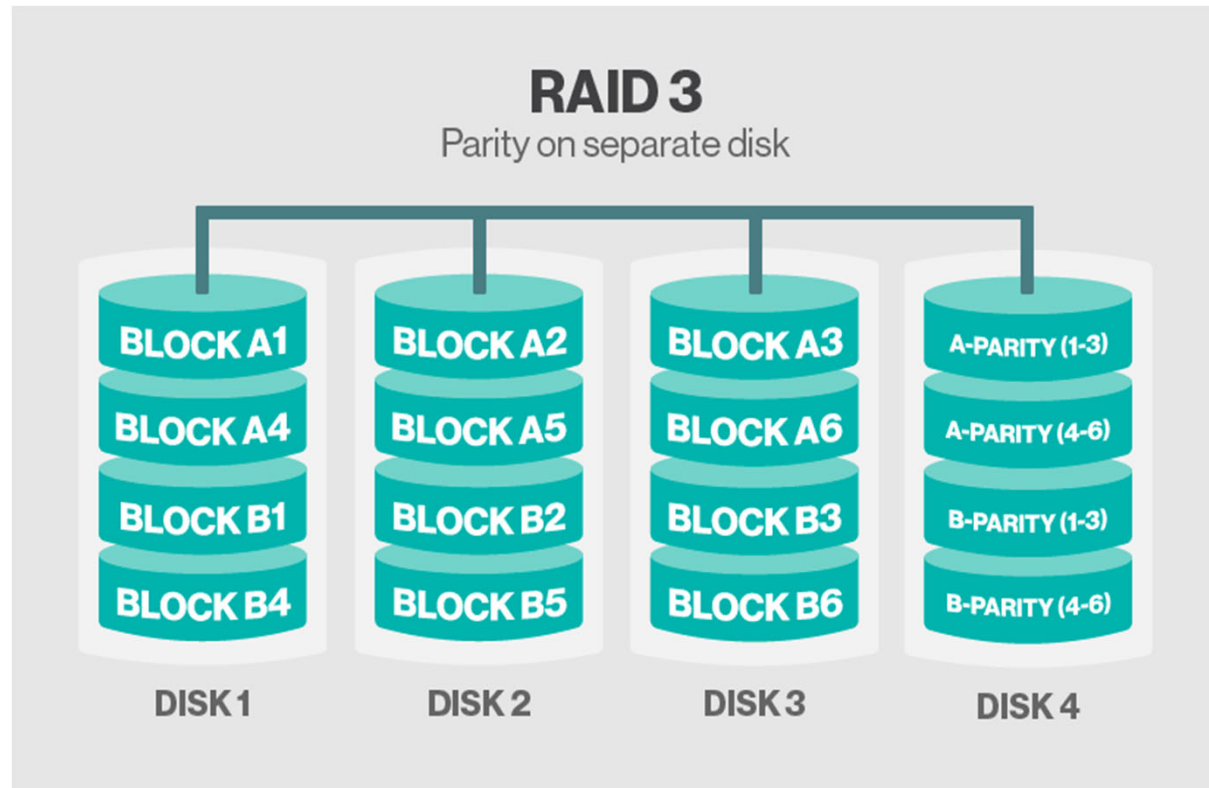 RAID 3
Parity on separate disk
BLOCK A1
BLOCK A2
BLOCK A3
A-PARITY (1-3)
BLOCK A4
BLOCK A5
BLOCK A6
A-PARITY (4-6)
BLOCK B1
BLOCK B2
BLOCK B3
B-PARITY (1-3)
BLOCK B4
BLOCK B5
BLOCK B6
B-PARITY (4-6)
DISK 1
DISK 2
DISK 3
DISK 4